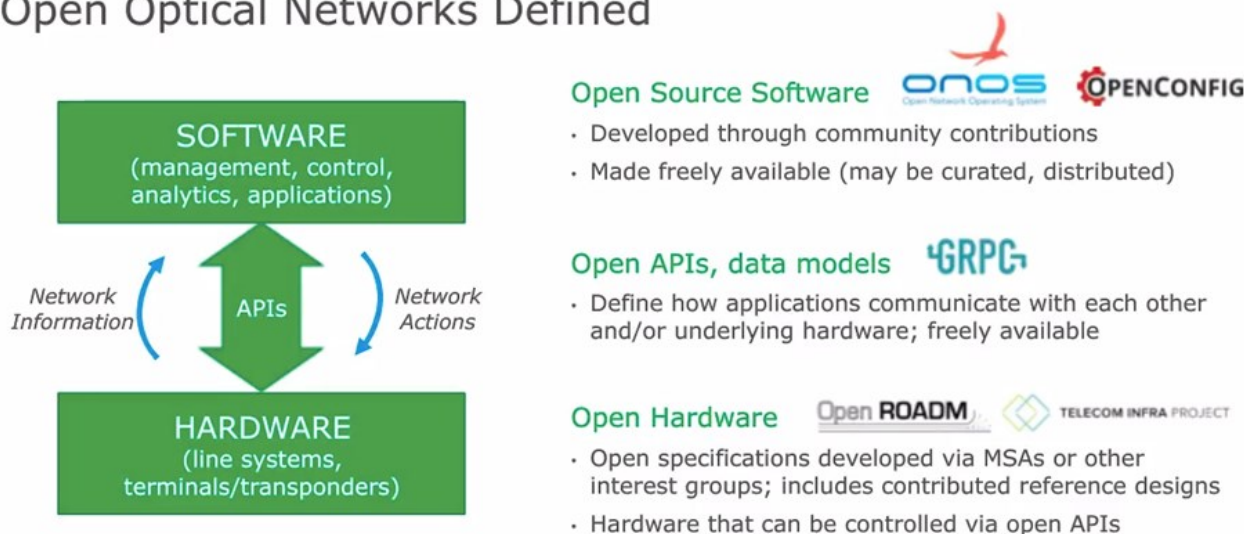 Open Optical Networks Defined
SOFTWARE
(management, control,
analytics, applications)
Network
Information
APIs
Network
Actions
HARDWARE
(line systems,
terminals/transponders)
Open Source Software
onos
Open Network Operating System
OPENCONFIG
· Developed through community contributions
· Made freely available (may be curated, distributed)
Open APIs, data models
GRPC
· Define how applications communicate with each other
and/or underlying hardware; freely available
Open Hardware
Open ROADM
TELECOM INFRA PROJECT
· Open specifications developed via MSAs or other
interest groups; includes contributed reference designs
· Hardware that can be controlled via open APIs